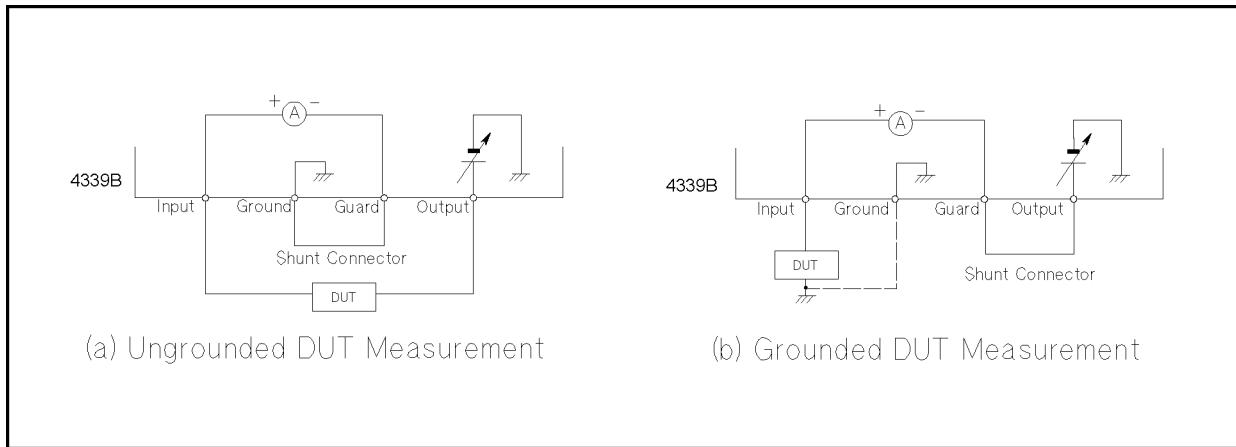 + A −
4339B
Input Ground Guard Output
Shunt Connector
DUT
(a) Ungrounded DUT Measurement
+ A −
4339B
Input Ground Guard Output
DUT
Shunt Connector
(b) Grounded DUT Measurement